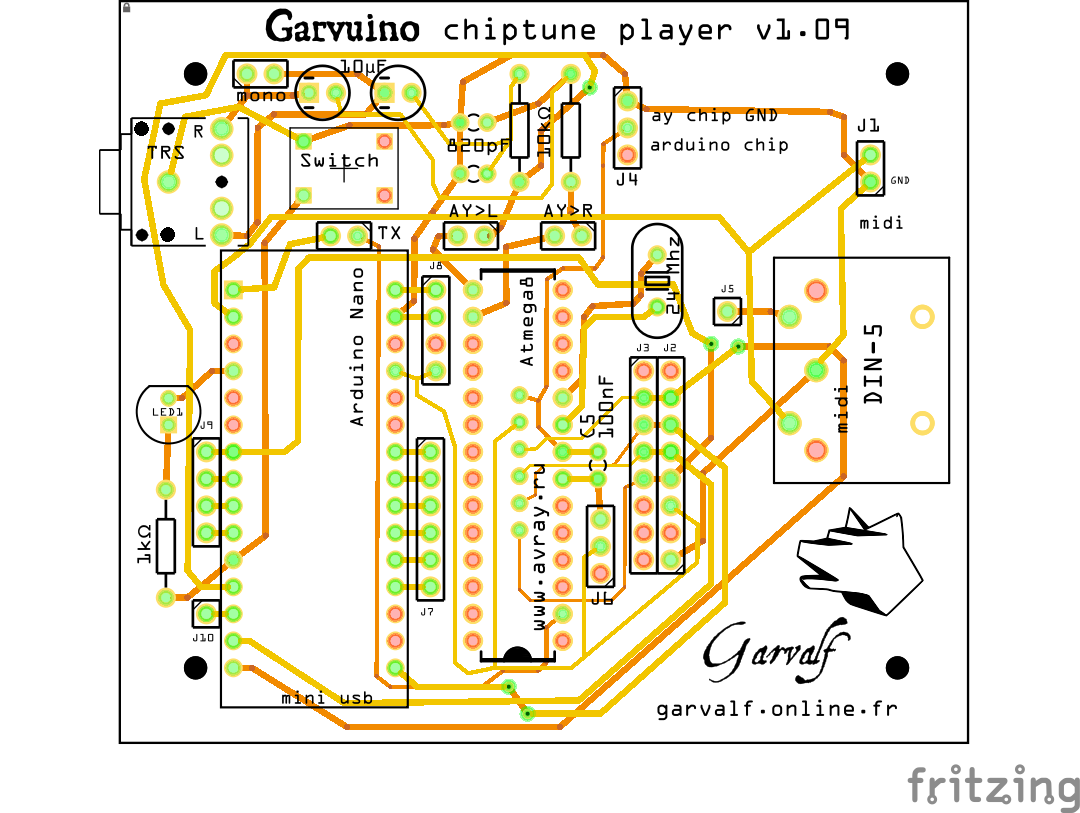 Garvuino chiptune player v1.09
10µF
mono
TRS
R
L
Switch
820pF
10kΩ
ay chip GND
arduino chip
J4
J1
GND
midi
TX
AY>L
AY>R
J8
24 Mhz
Arduino Nano
Atmega8
J5
J3
J2
DIN-5
midi
LED1
J9
C5
100nF
1kΩ
www.avray.ru
J6
J7
J10
mini usb
Garvalf
garvalf.online.fr
fritzing